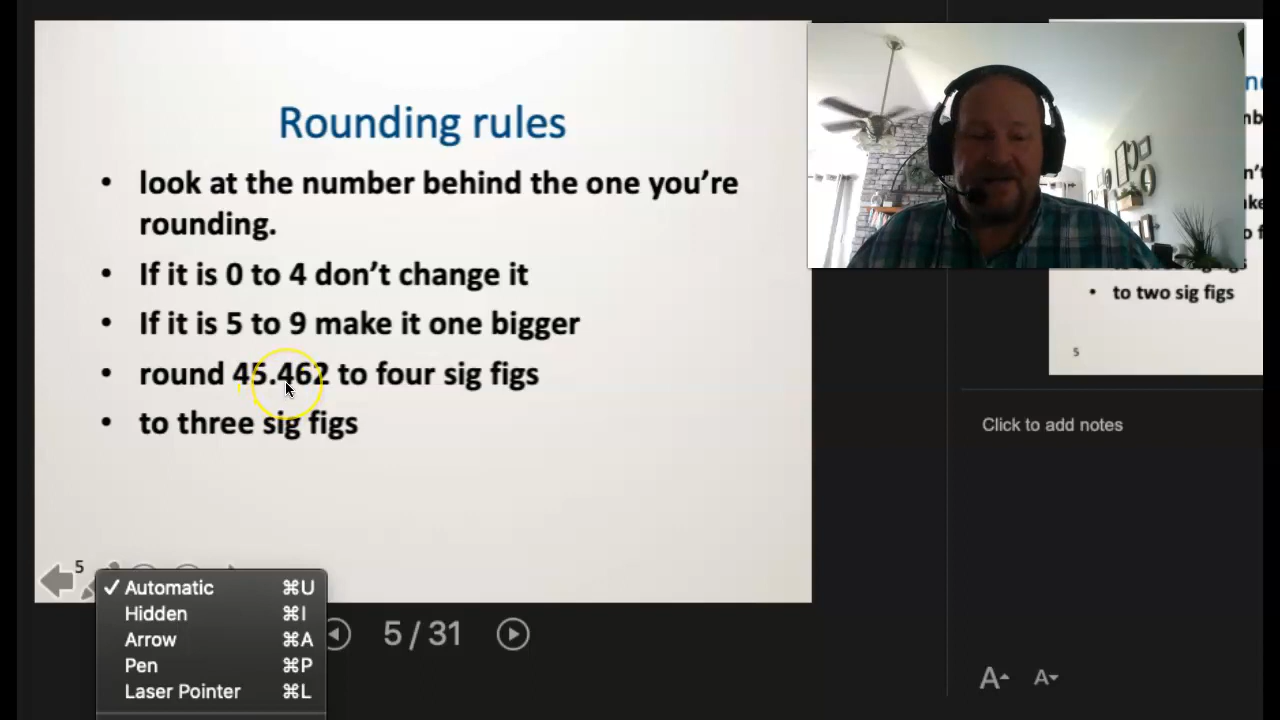 Rounding rules
• look at the number behind the one you’re
rounding.
• If it is 0 to 4 don’t change it
• If it is 5 to 9 make it one bigger
• round 45.462 to four sig figs
• to three sig figs
5
✓ Automatic ⌘U
Hidden ⌘I
Arrow ⌘A
Pen ⌘P
Laser Pointer ⌘L
5 / 31
• to two sig figs
5
Click to add notes
A A